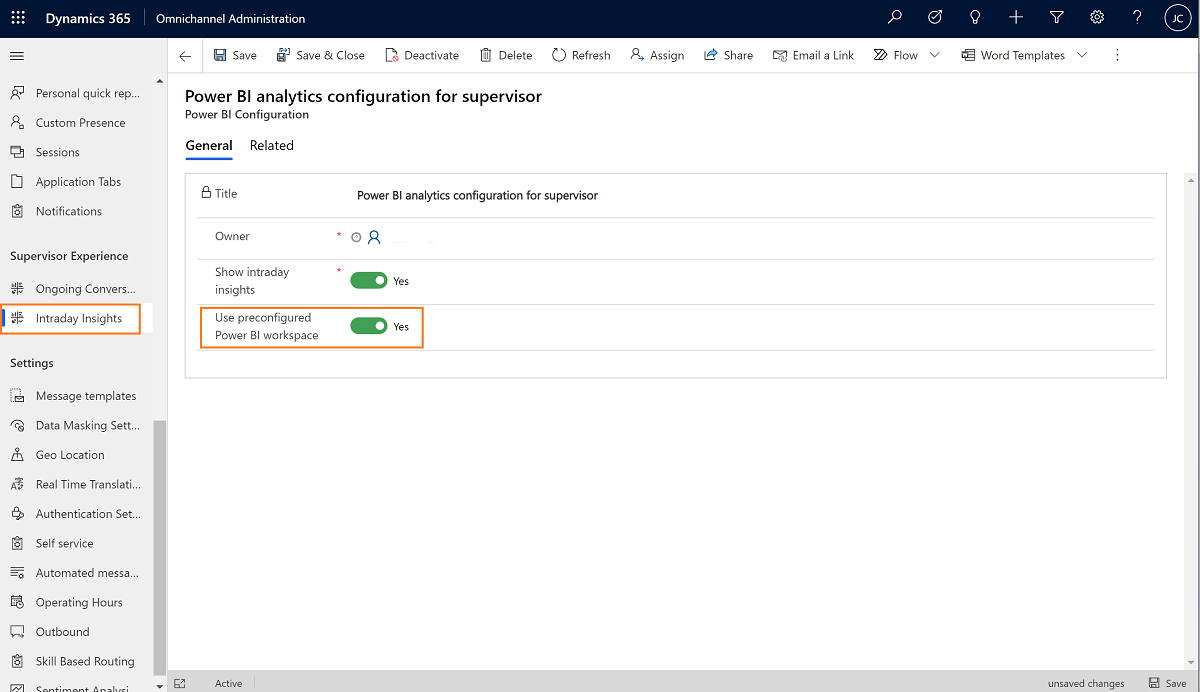 Dynamics 365 Omnichannel Administration JC
Save Save & Close Deactivate Delete Refresh Assign Share Email a Link Flow Word Templates
Personal quick rep...
Custom Presence
Sessions
Application Tabs
Notifications
Supervisor Experience
Ongoing Convers...
Intraday Insights
Settings
Message templates
Data Masking Sett...
Geo Location
Real Time Translati...
Authentication Set...
Self service
Automated messa...
Operating Hours
Outbound
Skill Based Routing
Sentiment Analysi
Power BI analytics configuration for supervisor
Power BI Configuration
General Related
Title Power BI analytics configuration for supervisor
Owner *
Show intraday
insights * Yes
Use preconfigured
Power BI workspace Yes
Active unsaved changes Save